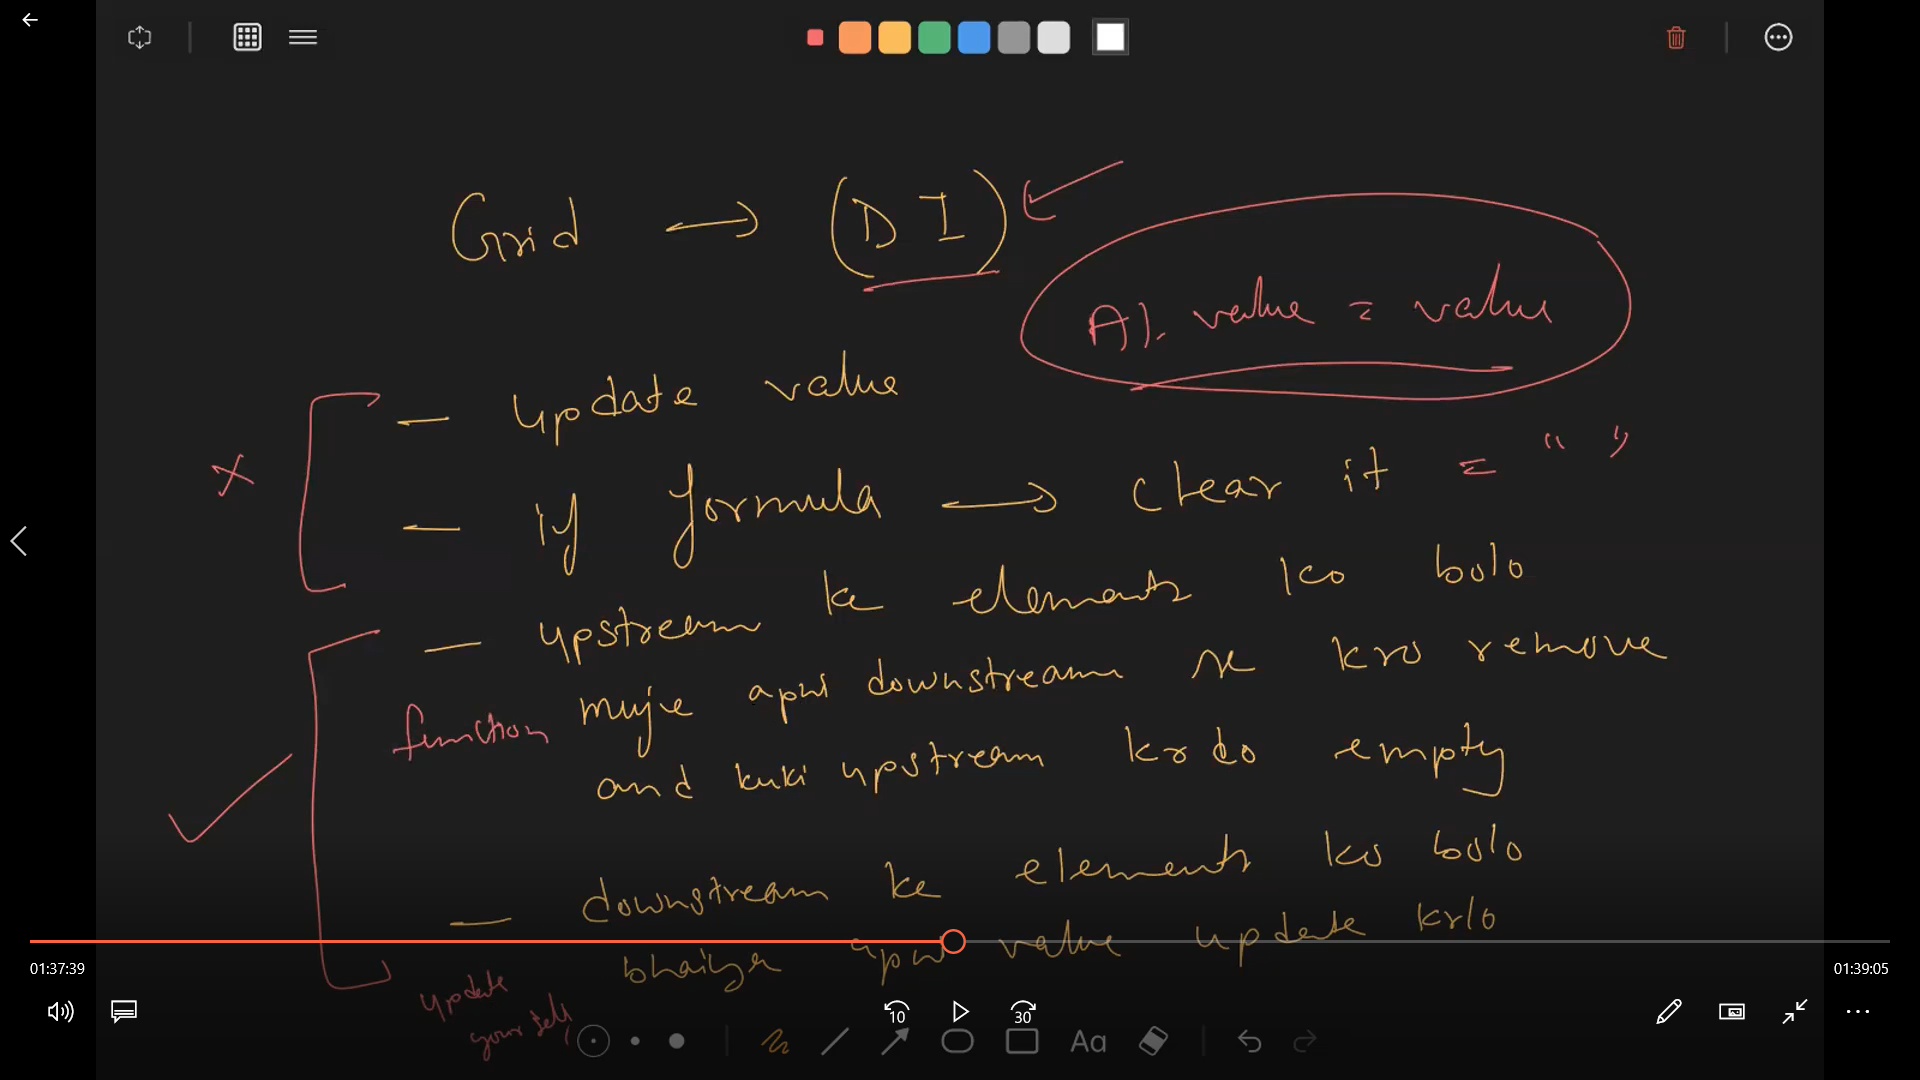 Grid → (D I)
A1. value = value
- update value
- if formula → clear it = " "
- upstream ke elements ko bolo
muje apni downstream se kro remove
function
and kuki upstream kr do empty
- downstream ke elements ko bolo
bhaiya apni value update krlo
update
your self
01:37:39
01:39:05
10
30
Aa